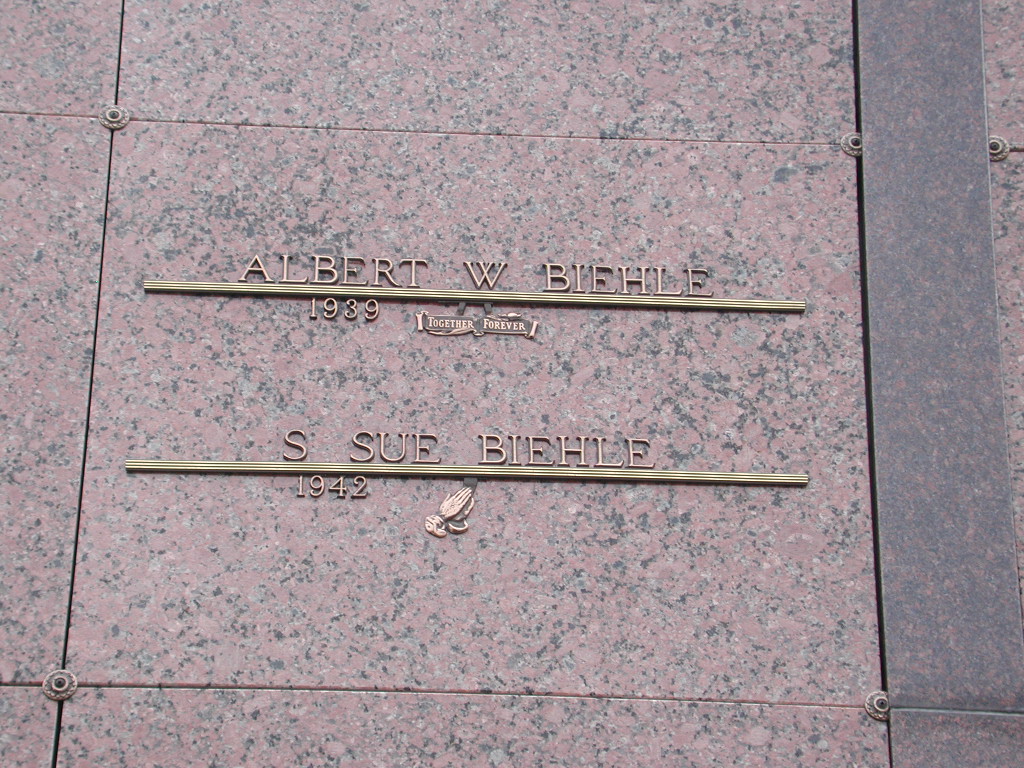 ALBERT W BIEHLE
1939
TOGETHER FOREVER
S SUE BIEHLE
1942